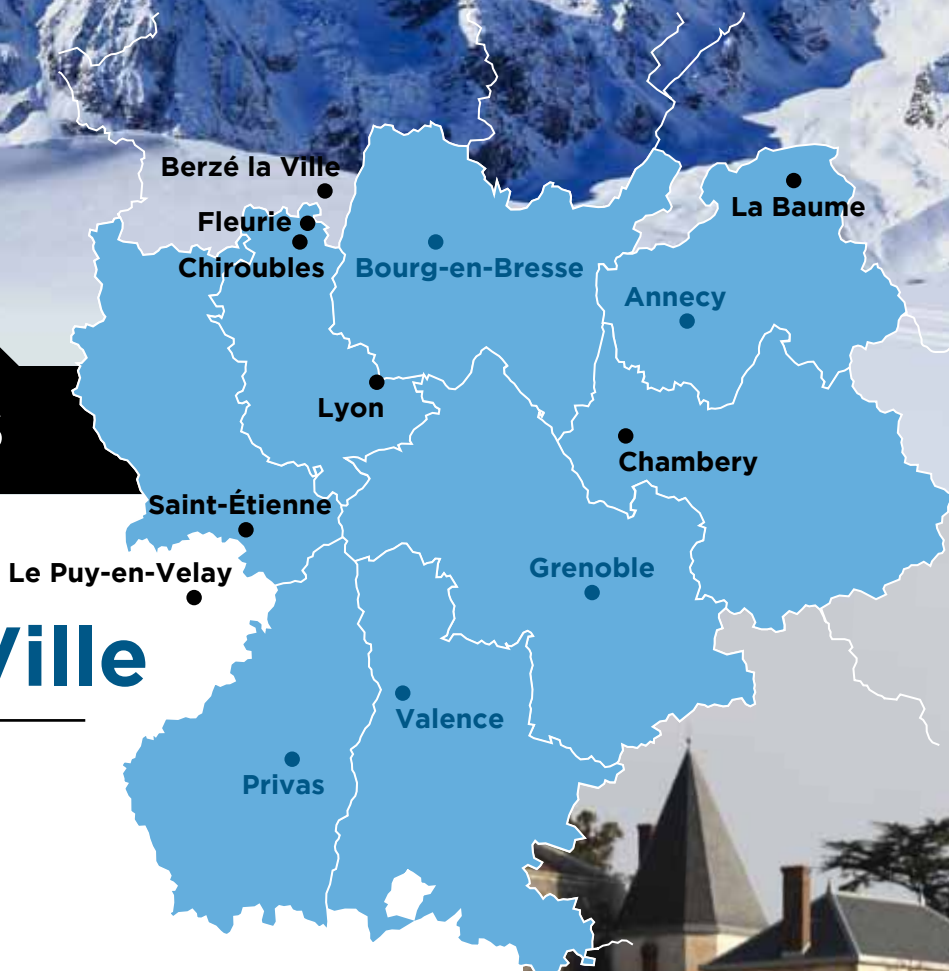 Berzé la Ville
Fleurie
La Baume
Chiroubles
Bourg-en-Bresse
Annecy
Lyon
Chambery
Saint-Étienne
Le Puy-en-Velay
Grenoble
Ville
Valence
Privas